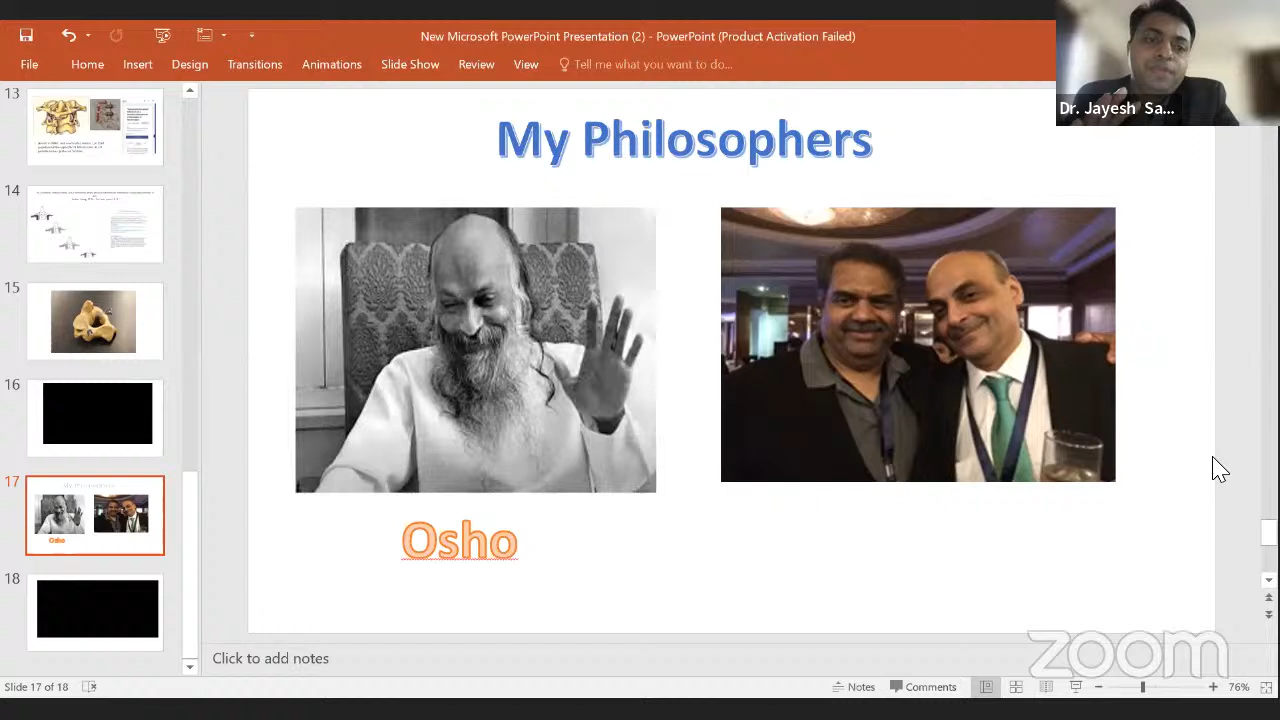 New Microsoft PowerPoint Presentation (2) - PowerPoint (Product Activation Failed)
File Home Insert Design Transitions Animations Slide Show Review View Tell me what you want to do...
Dr. Jayesh Sa...
13
14
15
16
17
18
My Philosophers
Osho
Osho
Click to add notes
zoom
Slide 17 of 18 Notes Comments 76%